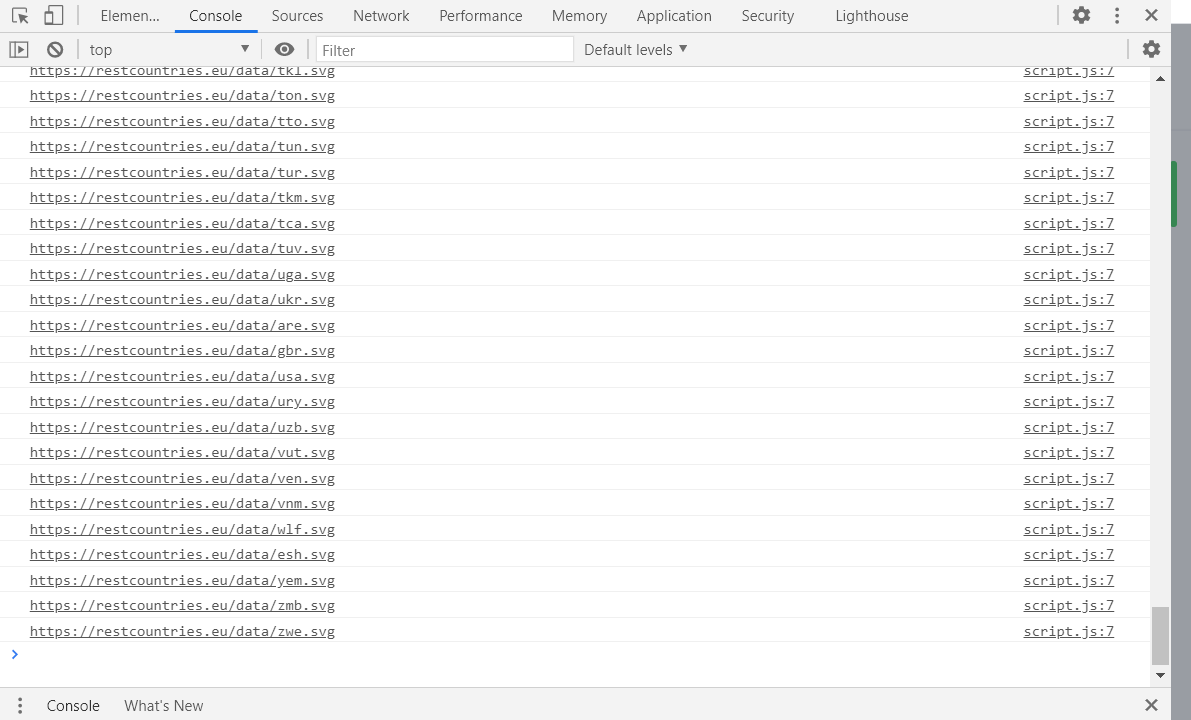 Elemen... Console Sources Network Performance Memory Application Security Lighthouse
top Filter Default levels
https://restcountries.eu/data/tkl.svg script.js:7
https://restcountries.eu/data/ton.svg script.js:7
https://restcountries.eu/data/tto.svg script.js:7
https://restcountries.eu/data/tun.svg script.js:7
https://restcountries.eu/data/tur.svg script.js:7
https://restcountries.eu/data/tkm.svg script.js:7
https://restcountries.eu/data/tca.svg script.js:7
https://restcountries.eu/data/tuv.svg script.js:7
https://restcountries.eu/data/uga.svg script.js:7
https://restcountries.eu/data/ukr.svg script.js:7
https://restcountries.eu/data/are.svg script.js:7
https://restcountries.eu/data/gbr.svg script.js:7
https://restcountries.eu/data/usa.svg script.js:7
https://restcountries.eu/data/ury.svg script.js:7
https://restcountries.eu/data/uzb.svg script.js:7
https://restcountries.eu/data/vut.svg script.js:7
https://restcountries.eu/data/ven.svg script.js:7
https://restcountries.eu/data/vnm.svg script.js:7
https://restcountries.eu/data/wlf.svg script.js:7
https://restcountries.eu/data/esh.svg script.js:7
https://restcountries.eu/data/yem.svg script.js:7
https://restcountries.eu/data/zmb.svg script.js:7
https://restcountries.eu/data/zwe.svg script.js:7
Console What's New